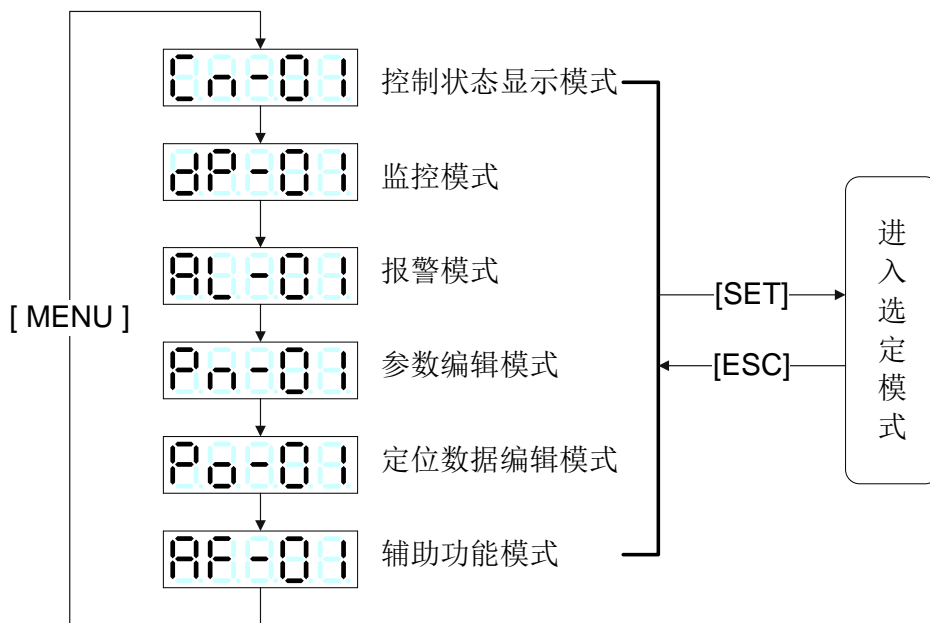 Cn-01 控制状态显示模式
dP-01 监控模式
AL-01 报警模式
[ MENU ]
Pn-01 参数编辑模式
Po-01 定位数据编辑模式
AF-01 辅助功能模式
[SET]
[ESC]
进入选定模式